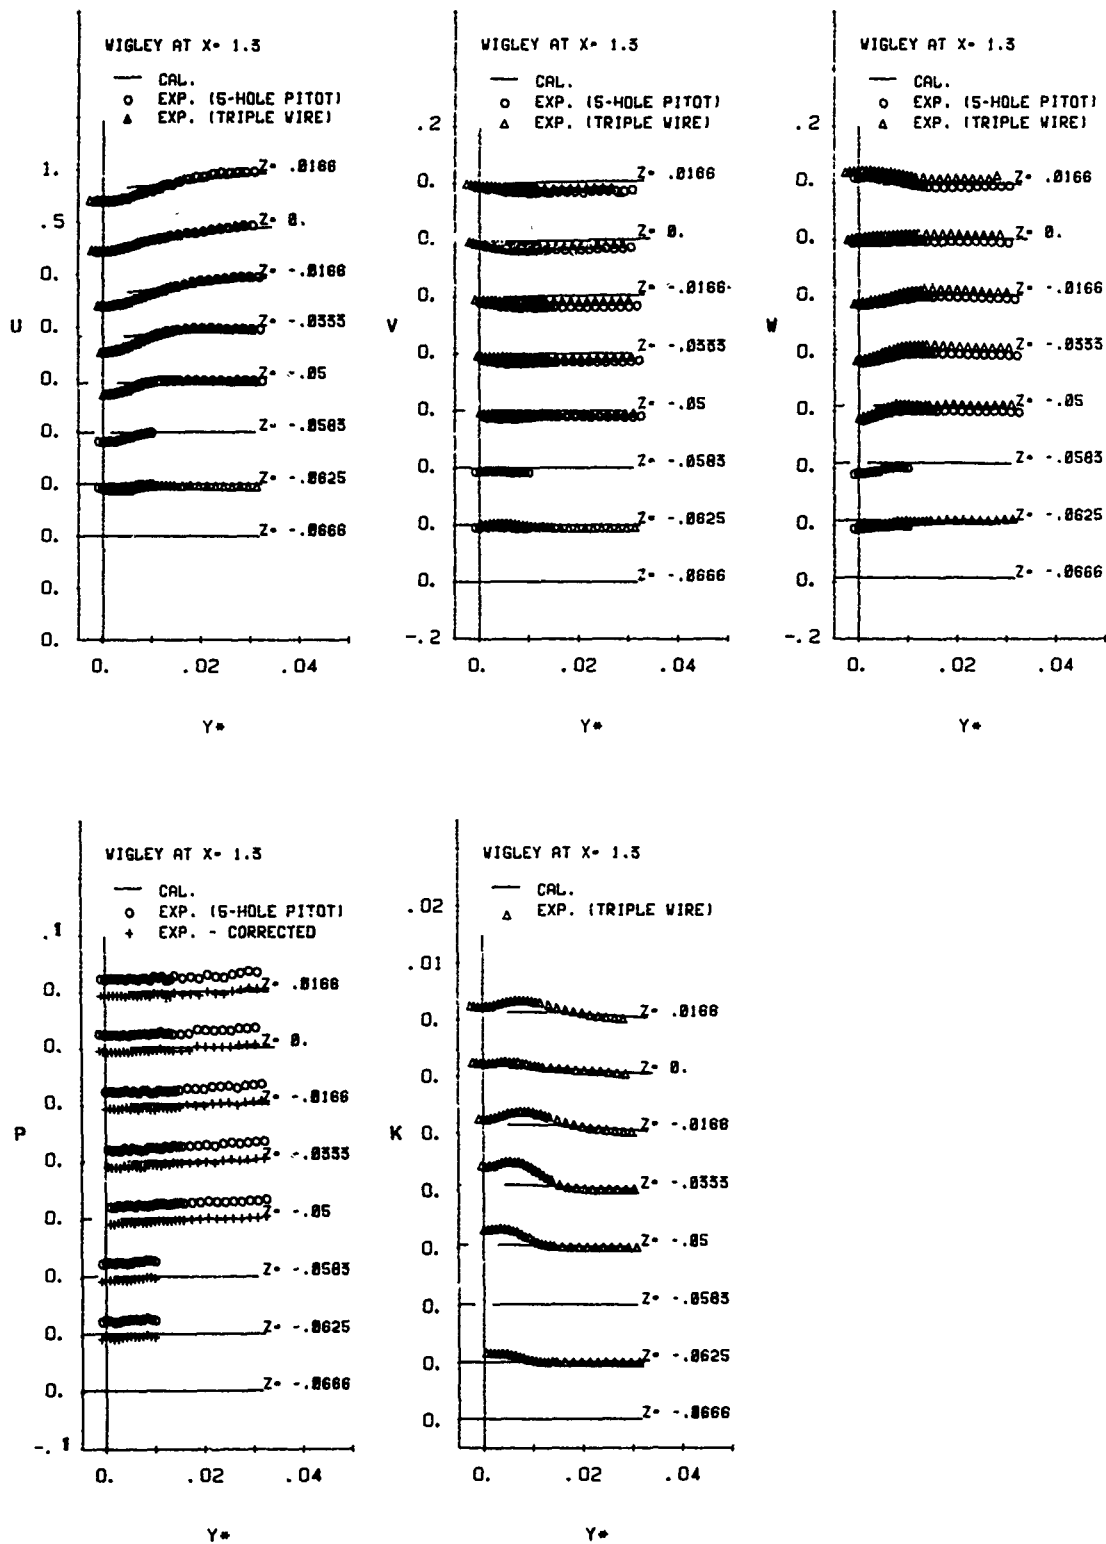 WIGLEY AT X= 1.3
CAL.
EXP. (5-HOLE PITOT)
EXP. (TRIPLE WIRE)
1.
.5
0.
0.
0.
0.
0.
0.
0.
0.
U
Z= .0166
Z= 0.
Z= -.0166
Z= -.0333
Z= -.05
Z= -.0583
Z= -.0625
Z= -.0666
0.
.02
.04
Y*
WIGLEY AT X= 1.3
CAL.
EXP. (5-HOLE PITOT)
EXP. (TRIPLE WIRE)
.2
0.
0.
0.
0.
0.
0.
0.
0.
-.2
V
Z= .0166
Z= 0.
Z= -.0166
Z= -.0333
Z= -.05
Z= -.0583
Z= -.0625
Z= -.0666
0.
.02
.04
Y*
WIGLEY AT X= 1.3
CAL.
EXP. (5-HOLE PITOT)
EXP. (TRIPLE WIRE)
.2
0.
0.
0.
0.
0.
0.
0.
0.
-.2
W
Z= .0166
Z= 0.
Z= -.0166
Z= -.0333
Z= -.05
Z= -.0583
Z= -.0625
Z= -.0666
0.
.02
.04
Y*
WIGLEY AT X= 1.3
CAL.
EXP. (5-HOLE PITOT)
EXP. - CORRECTED
.1
0.
0.
0.
0.
0.
0.
0.
0.
-.1
P
Z= .0166
Z= 0.
Z= -.0166
Z= -.0333
Z= -.05
Z= -.0583
Z= -.0625
Z= -.0666
0.
.02
.04
Y*
WIGLEY AT X= 1.3
CAL.
EXP. (TRIPLE WIRE)
.02
.01
0.
0.
0.
0.
0.
0.
0.
0.
K
Z= .0166
Z= 0.
Z= -.0166
Z= -.0333
Z= -.05
Z= -.0583
Z= -.0625
Z= -.0666
0.
.02
.04
Y*